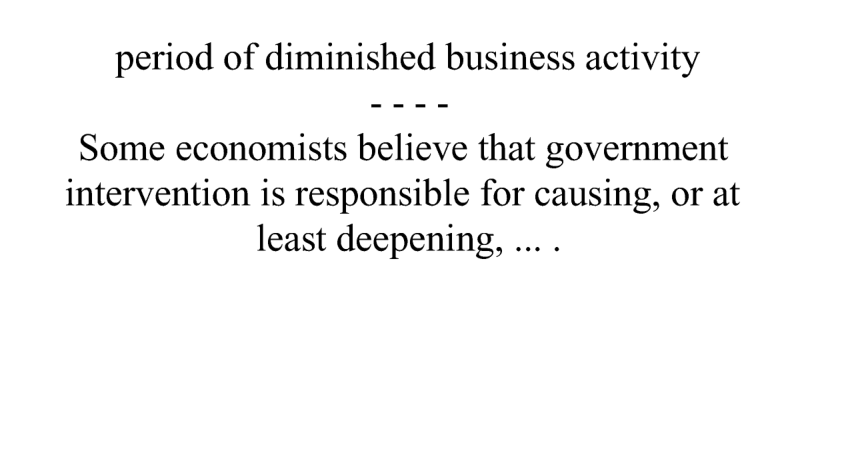 period of diminished business activity
- - - -
Some economists believe that government
intervention is responsible for causing, or at
least deepening, ... .